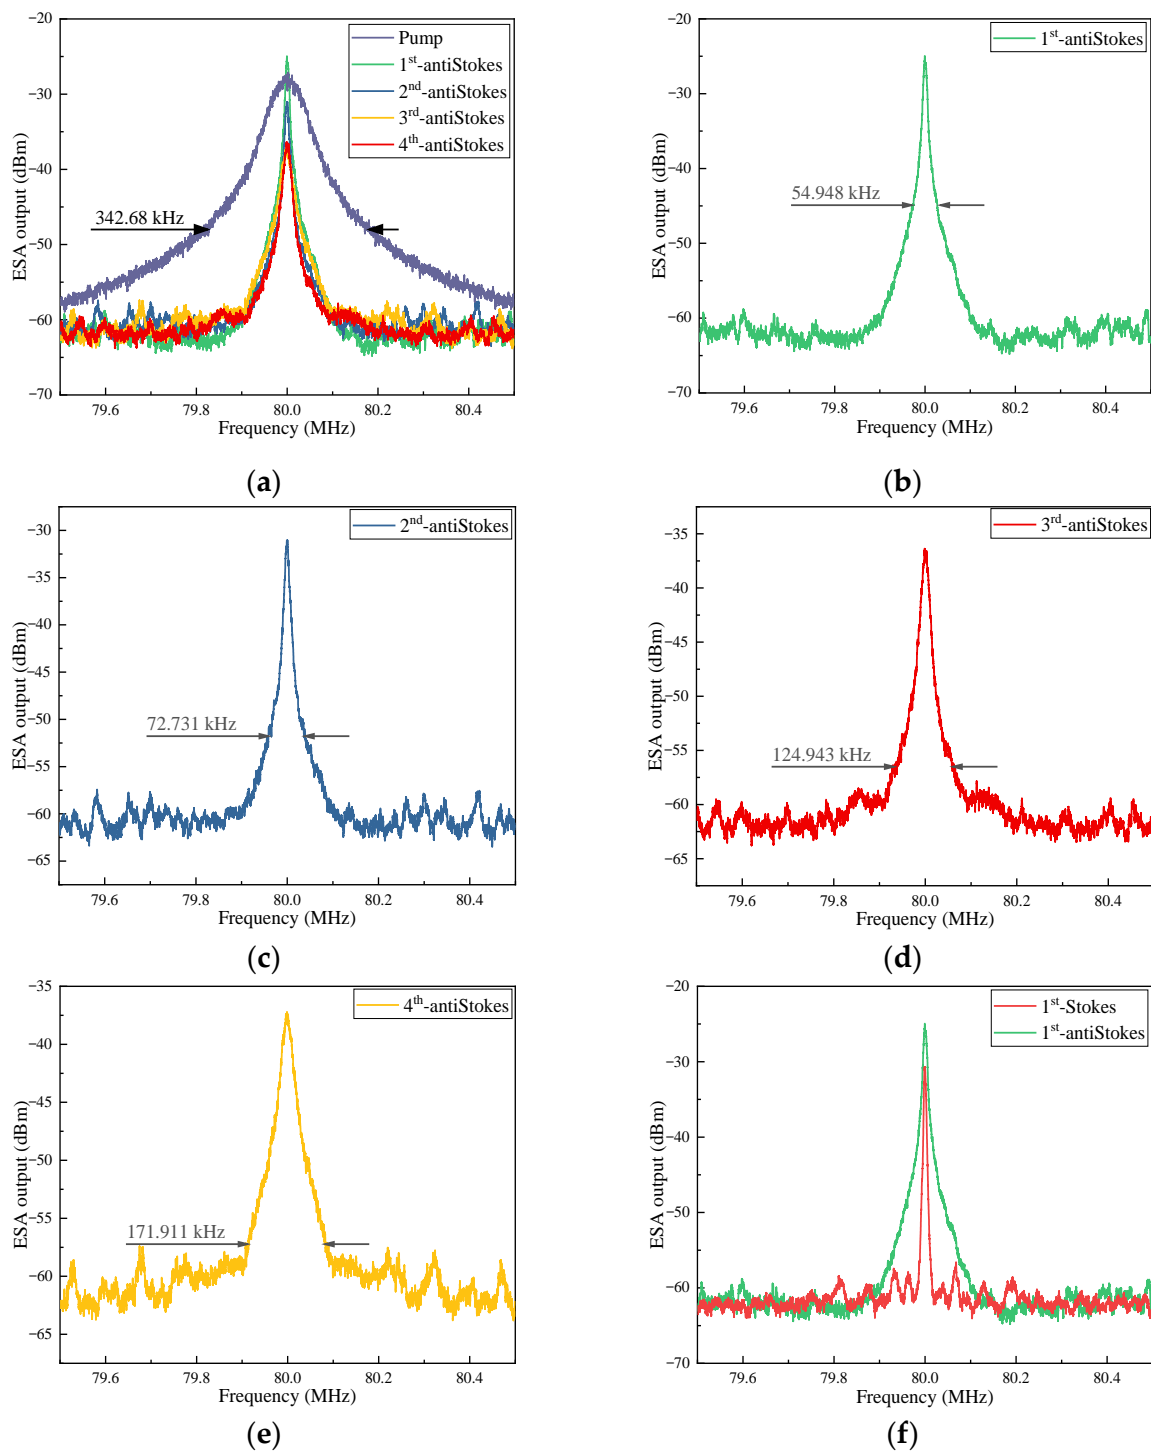 −20
−30
−40
−50
−60
−70
ESA output (dBm)
Pump
1st-antiStokes
2nd-antiStokes
3rd-antiStokes
4th-antiStokes
342.68 kHz
79.6 79.8 80.0 80.2 80.4
Frequency (MHz)
(a)
−20
−30
−40
−50
−60
−70
ESA output (dBm)
1st-antiStokes
54.948 kHz
79.6 79.8 80.0 80.2 80.4
Frequency (MHz)
(b)
−30
−35
−40
−45
−50
−55
−60
−65
ESA output (dBm)
2nd-antiStokes
72.731 kHz
79.6 79.8 80.0 80.2 80.4
Frequency (MHz)
(c)
−35
−40
−45
−50
−55
−60
−65
ESA output (dBm)
3rd-antiStokes
124.943 kHz
79.6 79.8 80.0 80.2 80.4
Frequency (MHz)
(d)
−35
−40
−45
−50
−55
−60
−65
ESA output (dBm)
4th-antiStokes
171.911 kHz
79.6 79.8 80.0 80.2 80.4
Frequency (MHz)
(e)
−20
−30
−40
−50
−60
−70
ESA output (dBm)
1st-Stokes
1st-antiStokes
79.6 79.8 80.0 80.2 80.4
Frequency (MHz)
(f)